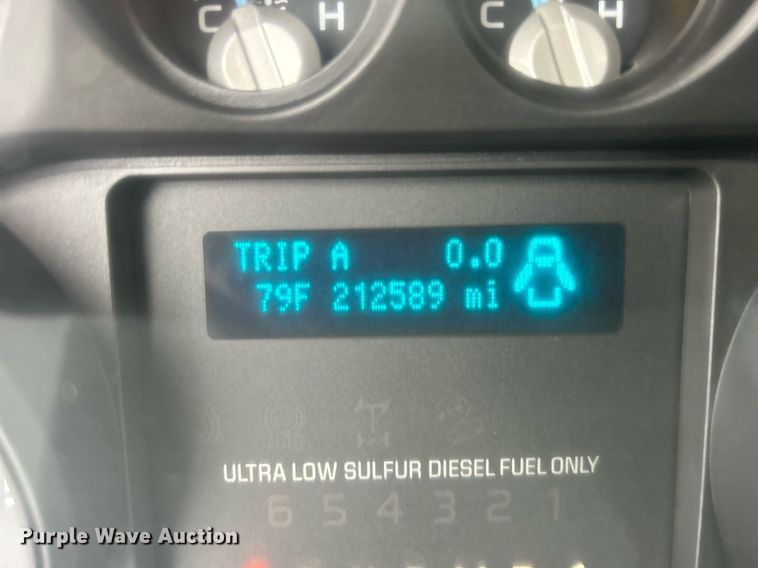 C H C H
TRIP A 0.0
79F 212589 mi
ULTRA LOW SULFUR DIESEL FUEL ONLY
6 5 4 3 2 1
Purple Wave Auction